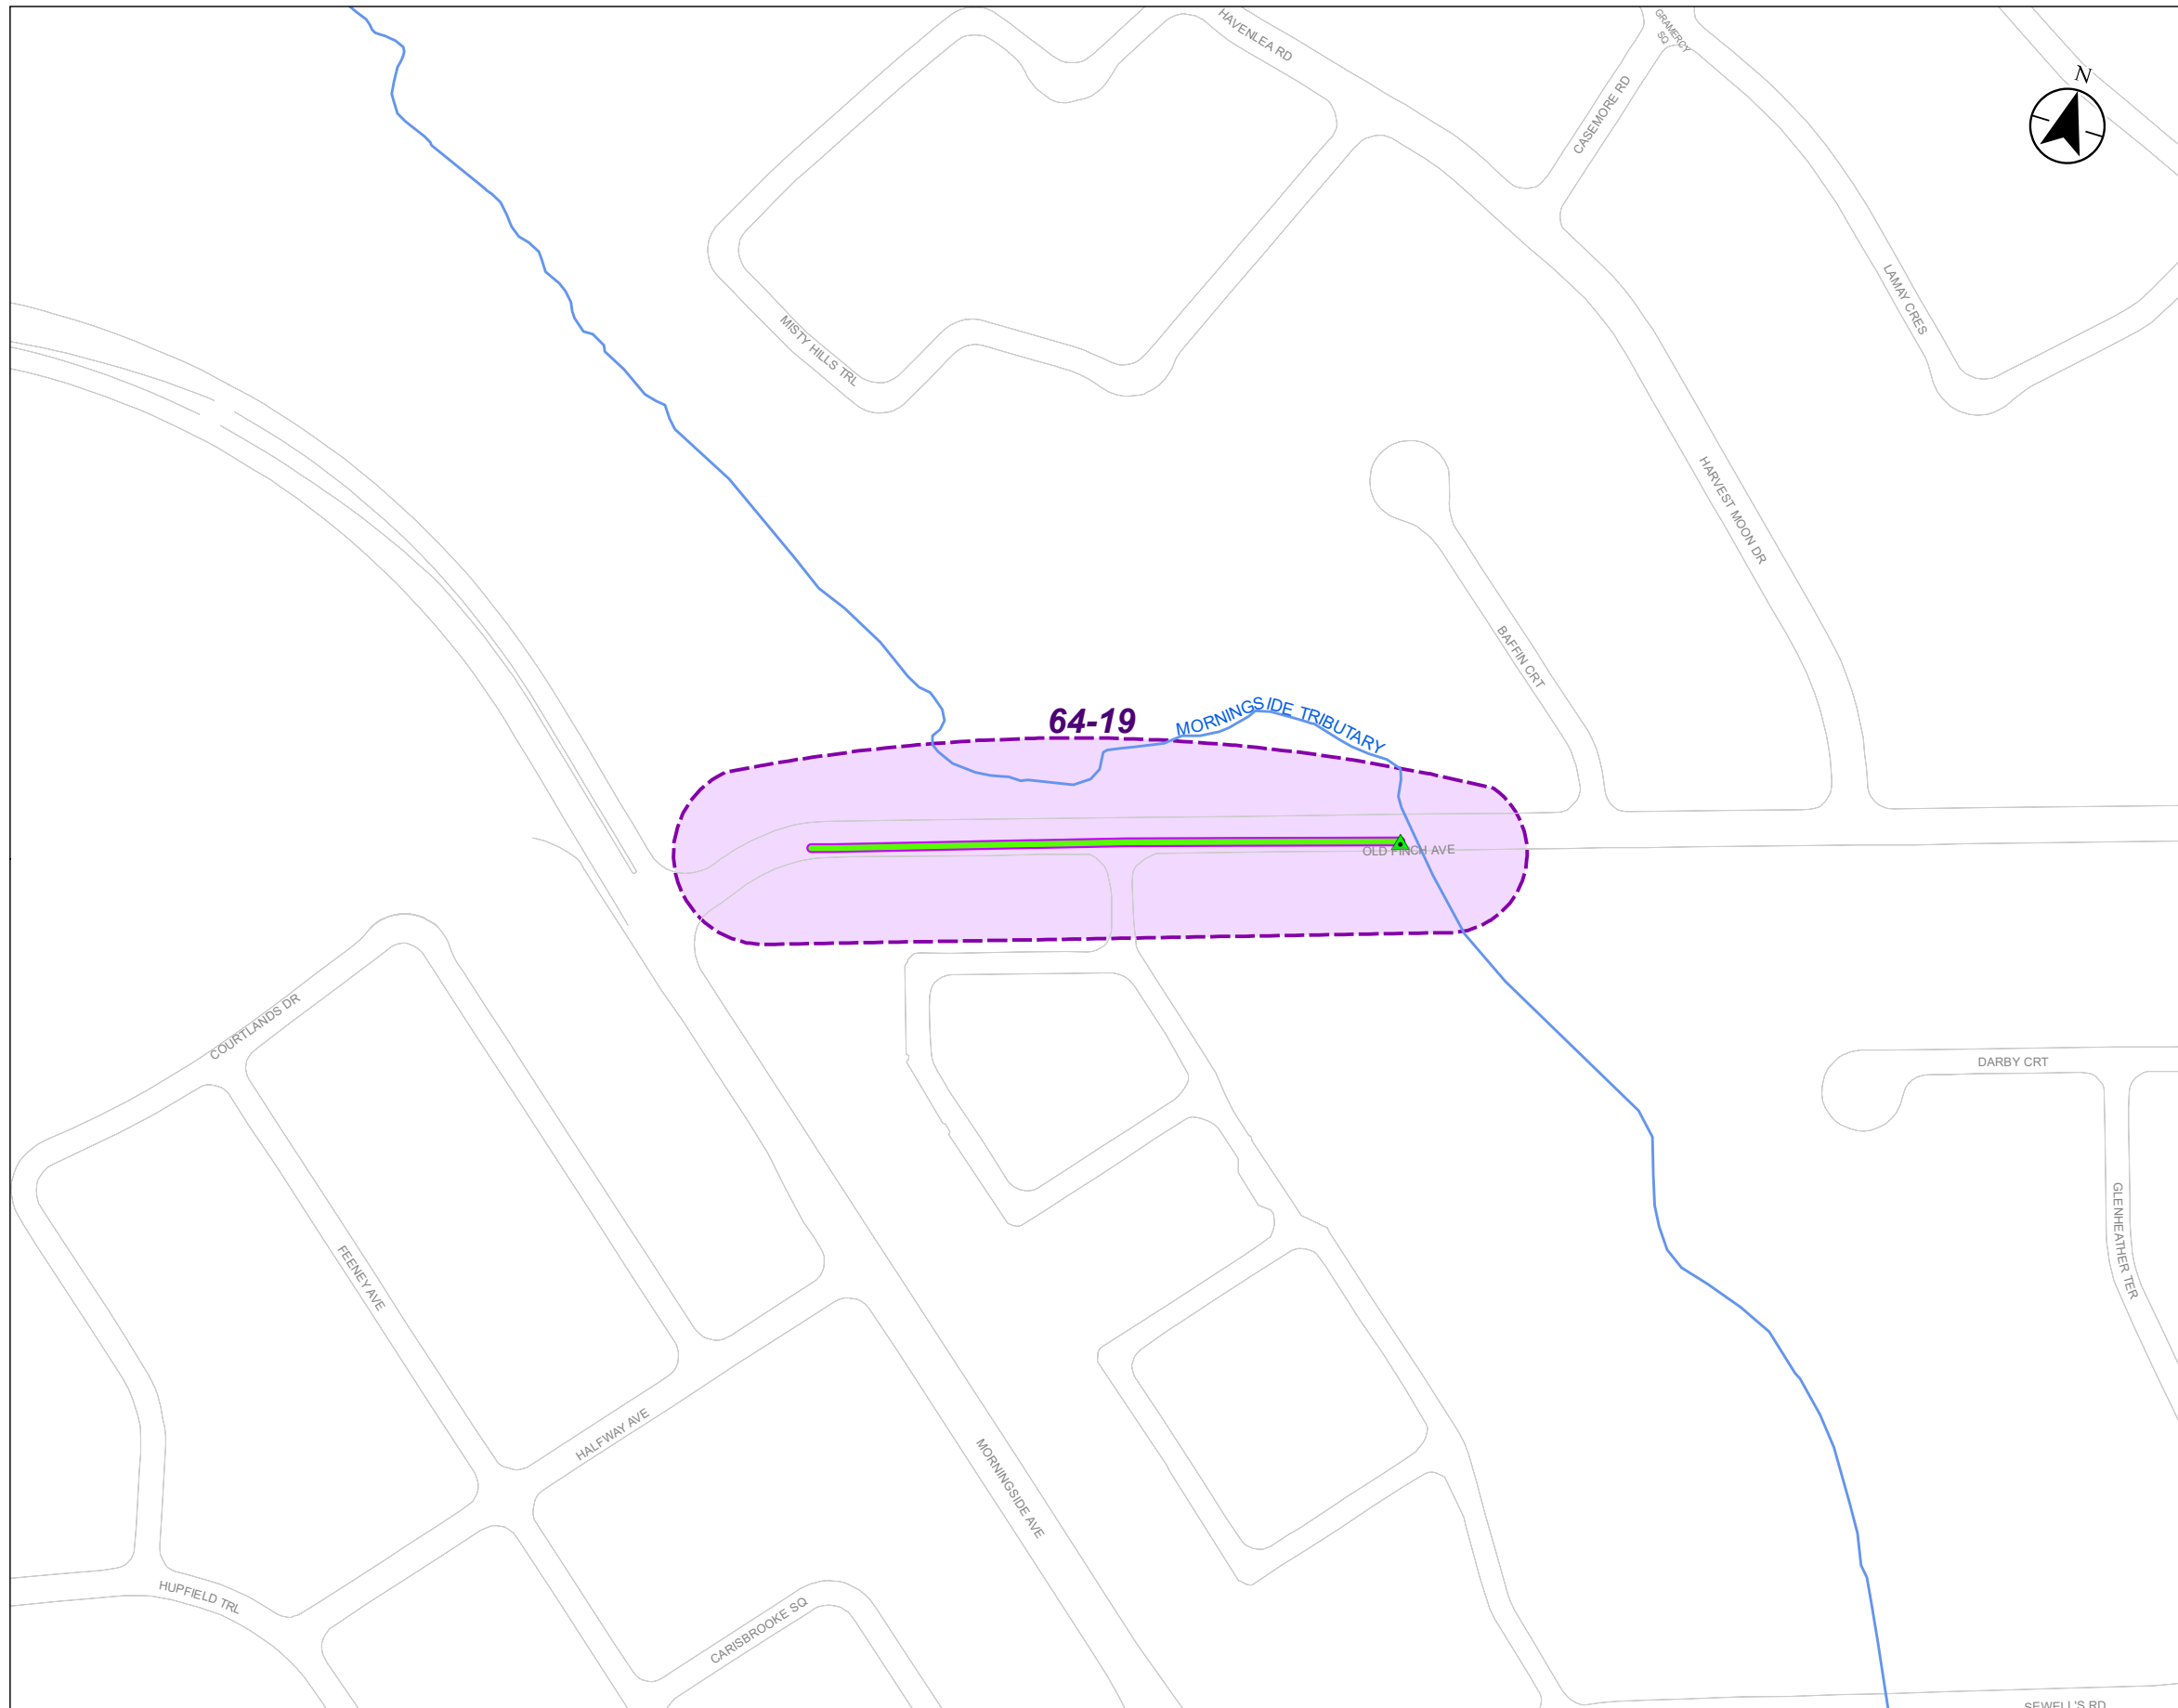 HAVENLEA RD
GRAMERCY
SQ
N
CASEMORE RD
LAMAY CRES
MISTY HILLS TRL
HARVEST MOON DR
BAFFIN CRT
64-19
MORNINGSIDE TRIBUTARY
OLD FINCH AVE
COURTLANDS DR
DARBY CRT
GLENHEATHER TER
FEENEY AVE
HALFWAY AVE
MORNINGSIDE AVE
HUPFIELD TRL
CARISBROOKE SQ
SEWELL'S RD